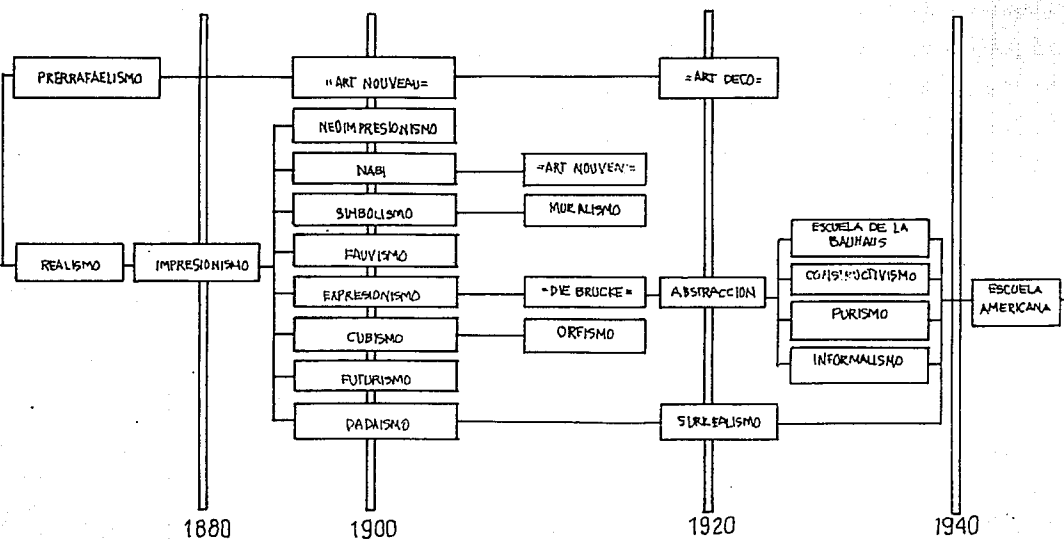 PRERRAFAELISMO
"ART NOUVEAU"
"ART DECO"
NEOIMPRESIONISMO
NABI
"ART NOUVEN"
SIMBOLISMO
MURALISMO
REALISMO
IMPRESIONISMO
FAUVISMO
EXPRESIONISMO
"DIE BRUCKE"
ABSTRACCION
CUBISMO
ORFISMO
FUTURISMO
DADAISMO
SURREALISMO
ESCUELA DE LA
BAUHAUS
CONSTRUCTIVISMO
PURISMO
INFORMALISMO
ESCUELA
AMERICANA
1880
1900
1920
1940